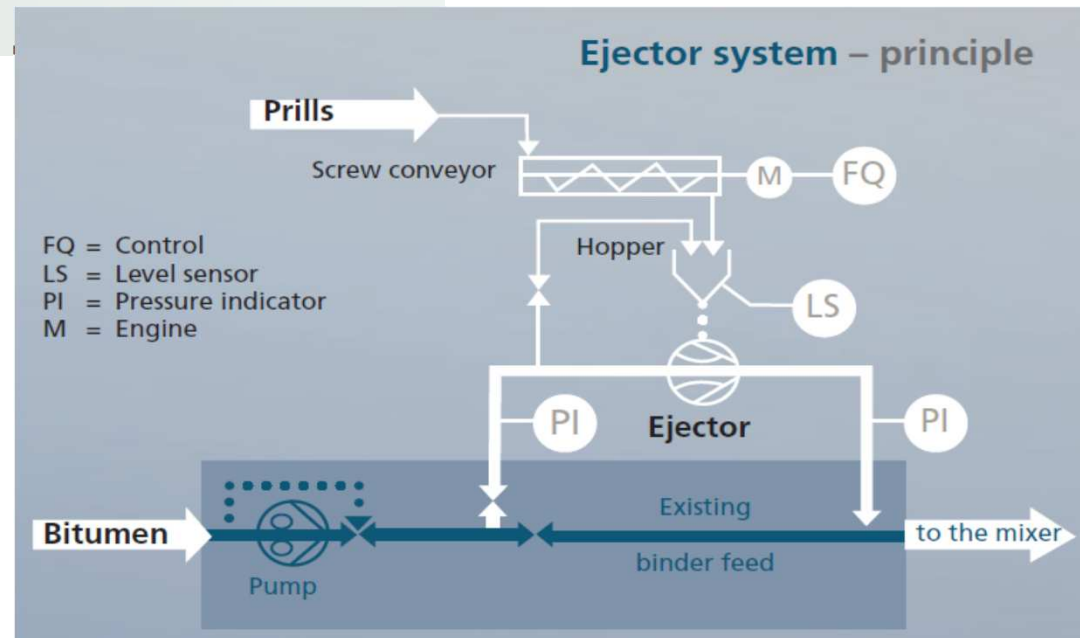 Ejector system – principle
Prills
Screw conveyor
M
FQ
FQ = Control
LS = Level sensor
PI = Pressure indicator
M = Engine
Hopper
LS
PI
Ejector
PI
Bitumen
Pump
Existing
binder feed
to the mixer